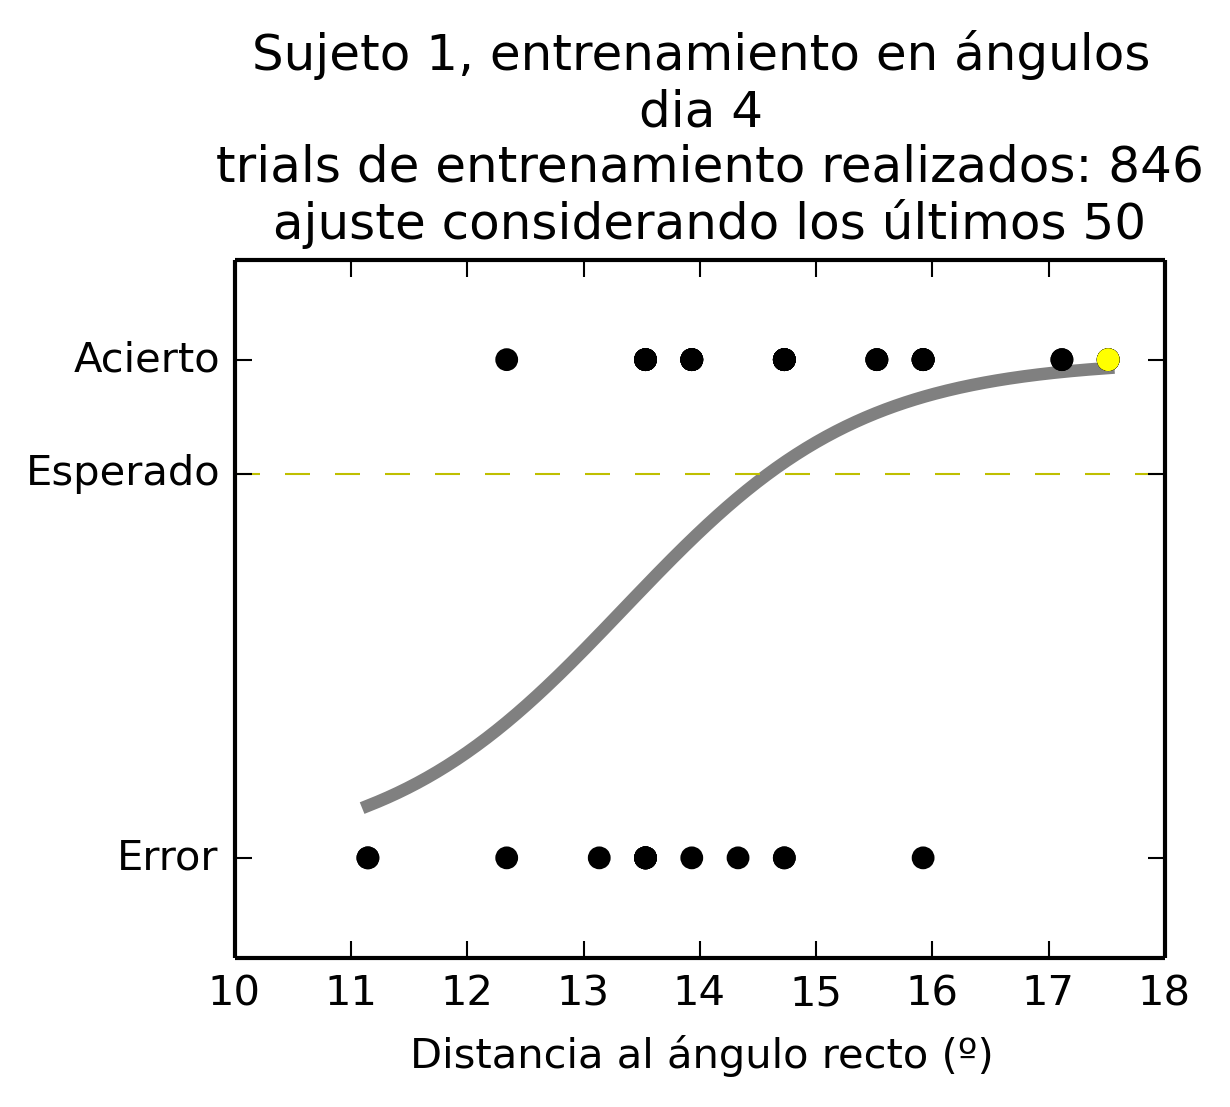 Sujeto 1, entrenamiento en ángulos
dia 4
trials de entrenamiento realizados: 846
ajuste considerando los últimos 50
Acierto
Esperado
Error
10 11 12 13 14 15 16 17 18
Distancia al ángulo recto (º)